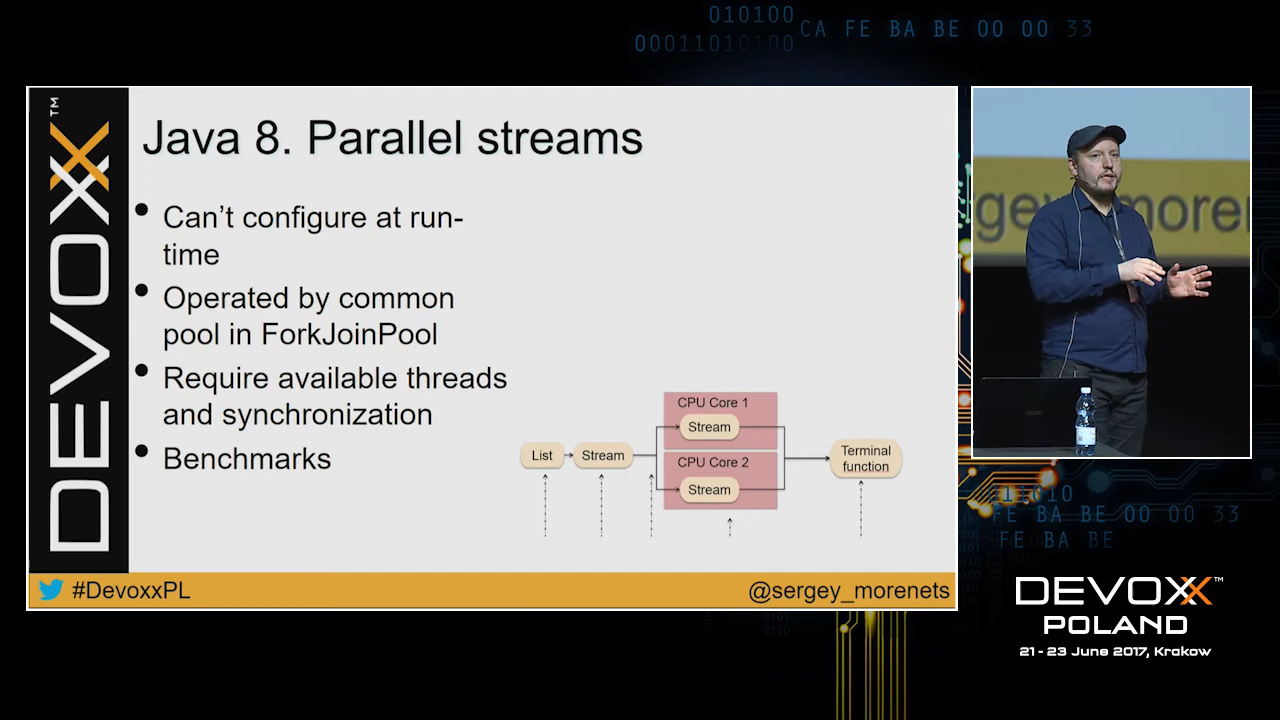 010100
00011010100
CA FE BA BE 00 00 33
DEVOXX™
Java 8. Parallel streams
Can't configure at run-
time
Operated by common
pool in ForkJoinPool
Require available threads
and synchronization
Benchmarks
CPU Core 1
Stream
List
Stream
CPU Core 2
Stream
Terminal
function
#DevoxxPL
@sergey_morenets
FE BA BE 00 00 33
FE BA BE
DEVOXX™
POLAND
21 - 23 June 2017, Krakow